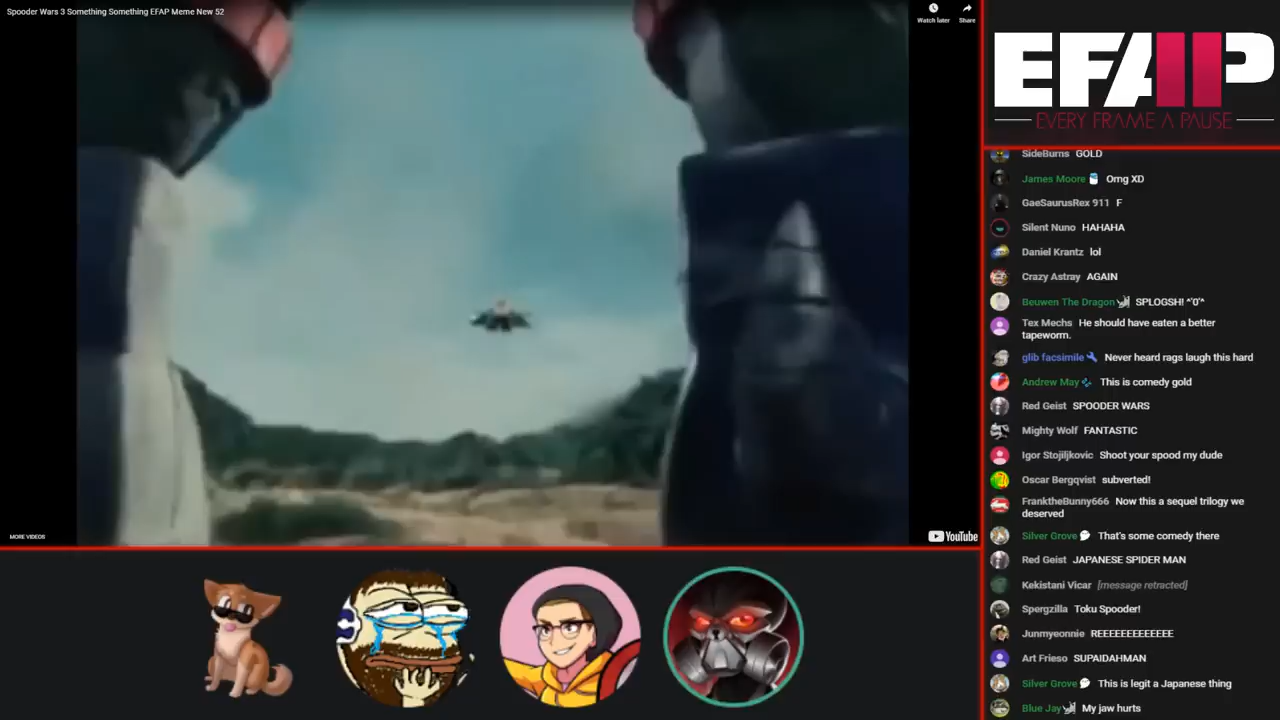 Spooder Wars 3 Something Something EFAP Meme New 52
Watch later
Share
MORE VIDEOS
YouTube
EFAP
EVERY FRAME A PAUSE
SideBurns GOLD
James Moore Omg XD
GaeSaurusRex 911 F
Silent Nuno HAHAHA
Daniel Krantz lol
Crazy Astray AGAIN
Beuwen The Dragon SPLOGSH! ^'0'^
Tex Mechs He should have eaten a better
tapeworm.
glib facsimile Never heard rags laugh this hard
Andrew May This is comedy gold
Red Geist SPOODER WARS
Mighty Wolf FANTASTIC
Igor Stojiljkovic Shoot your spood my dude
Oscar Bergqvist subverted!
FranktheBunny666 Now this a sequel trilogy we
deserved
Silver Grove That's some comedy there
Red Geist JAPANESE SPIDER MAN
Kekistani Vicar [message retracted]
Spergzilla Toku Spooder!
Junmyeonnie REEEEEEEEEEEEE
Art Frieso SUPAIDAHMAN
Silver Grove This is legit a Japanese thing
Blue Jay My jaw hurts